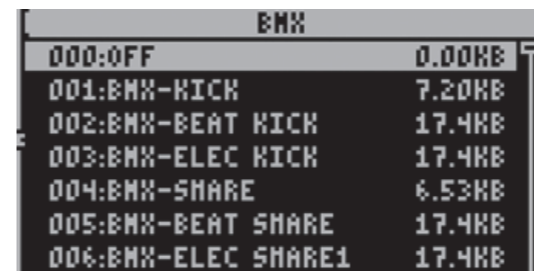 BMX
000:OFF 0.00KB
001:BMX-KICK 7.20KB
002:BMX-BEAT KICK 17.4KB
003:BMX-ELEC KICK 17.4KB
004:BMX-SNARE 6.53KB
005:BMX-BEAT SNARE 17.4KB
006:BMX-ELEC SNARE1 17.4KB